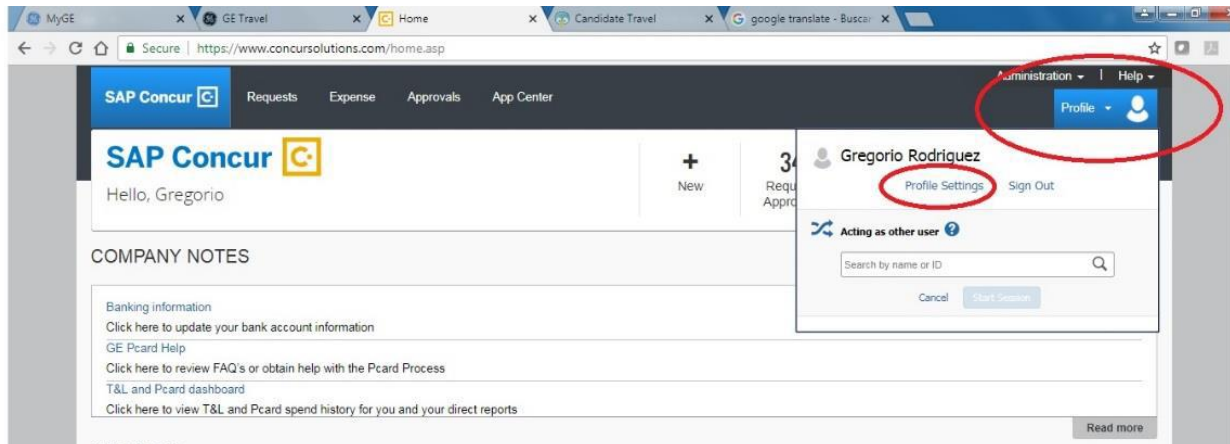 MyGE
GE Travel
Home
Candidate Travel
google translate - Buscar
Secure | https://www.concursolutions.com/home.asp
Administration | Help
SAP Concur C Requests Expense Approvals App Center
Profile
SAP Concur C
Hello, Gregorio
+
New
34
Gregorio Rodriguez
Profile Settings Sign Out
Acting as other user ?
Search by name or ID
Cancel Start Session
COMPANY NOTES
Banking information
Click here to update your bank account information
GE Pcard Help
Click here to review FAQ's or obtain help with the Pcard Process
T&L and Pcard dashboard
Click here to view T&L and Pcard spend history for you and your direct reports
Read more